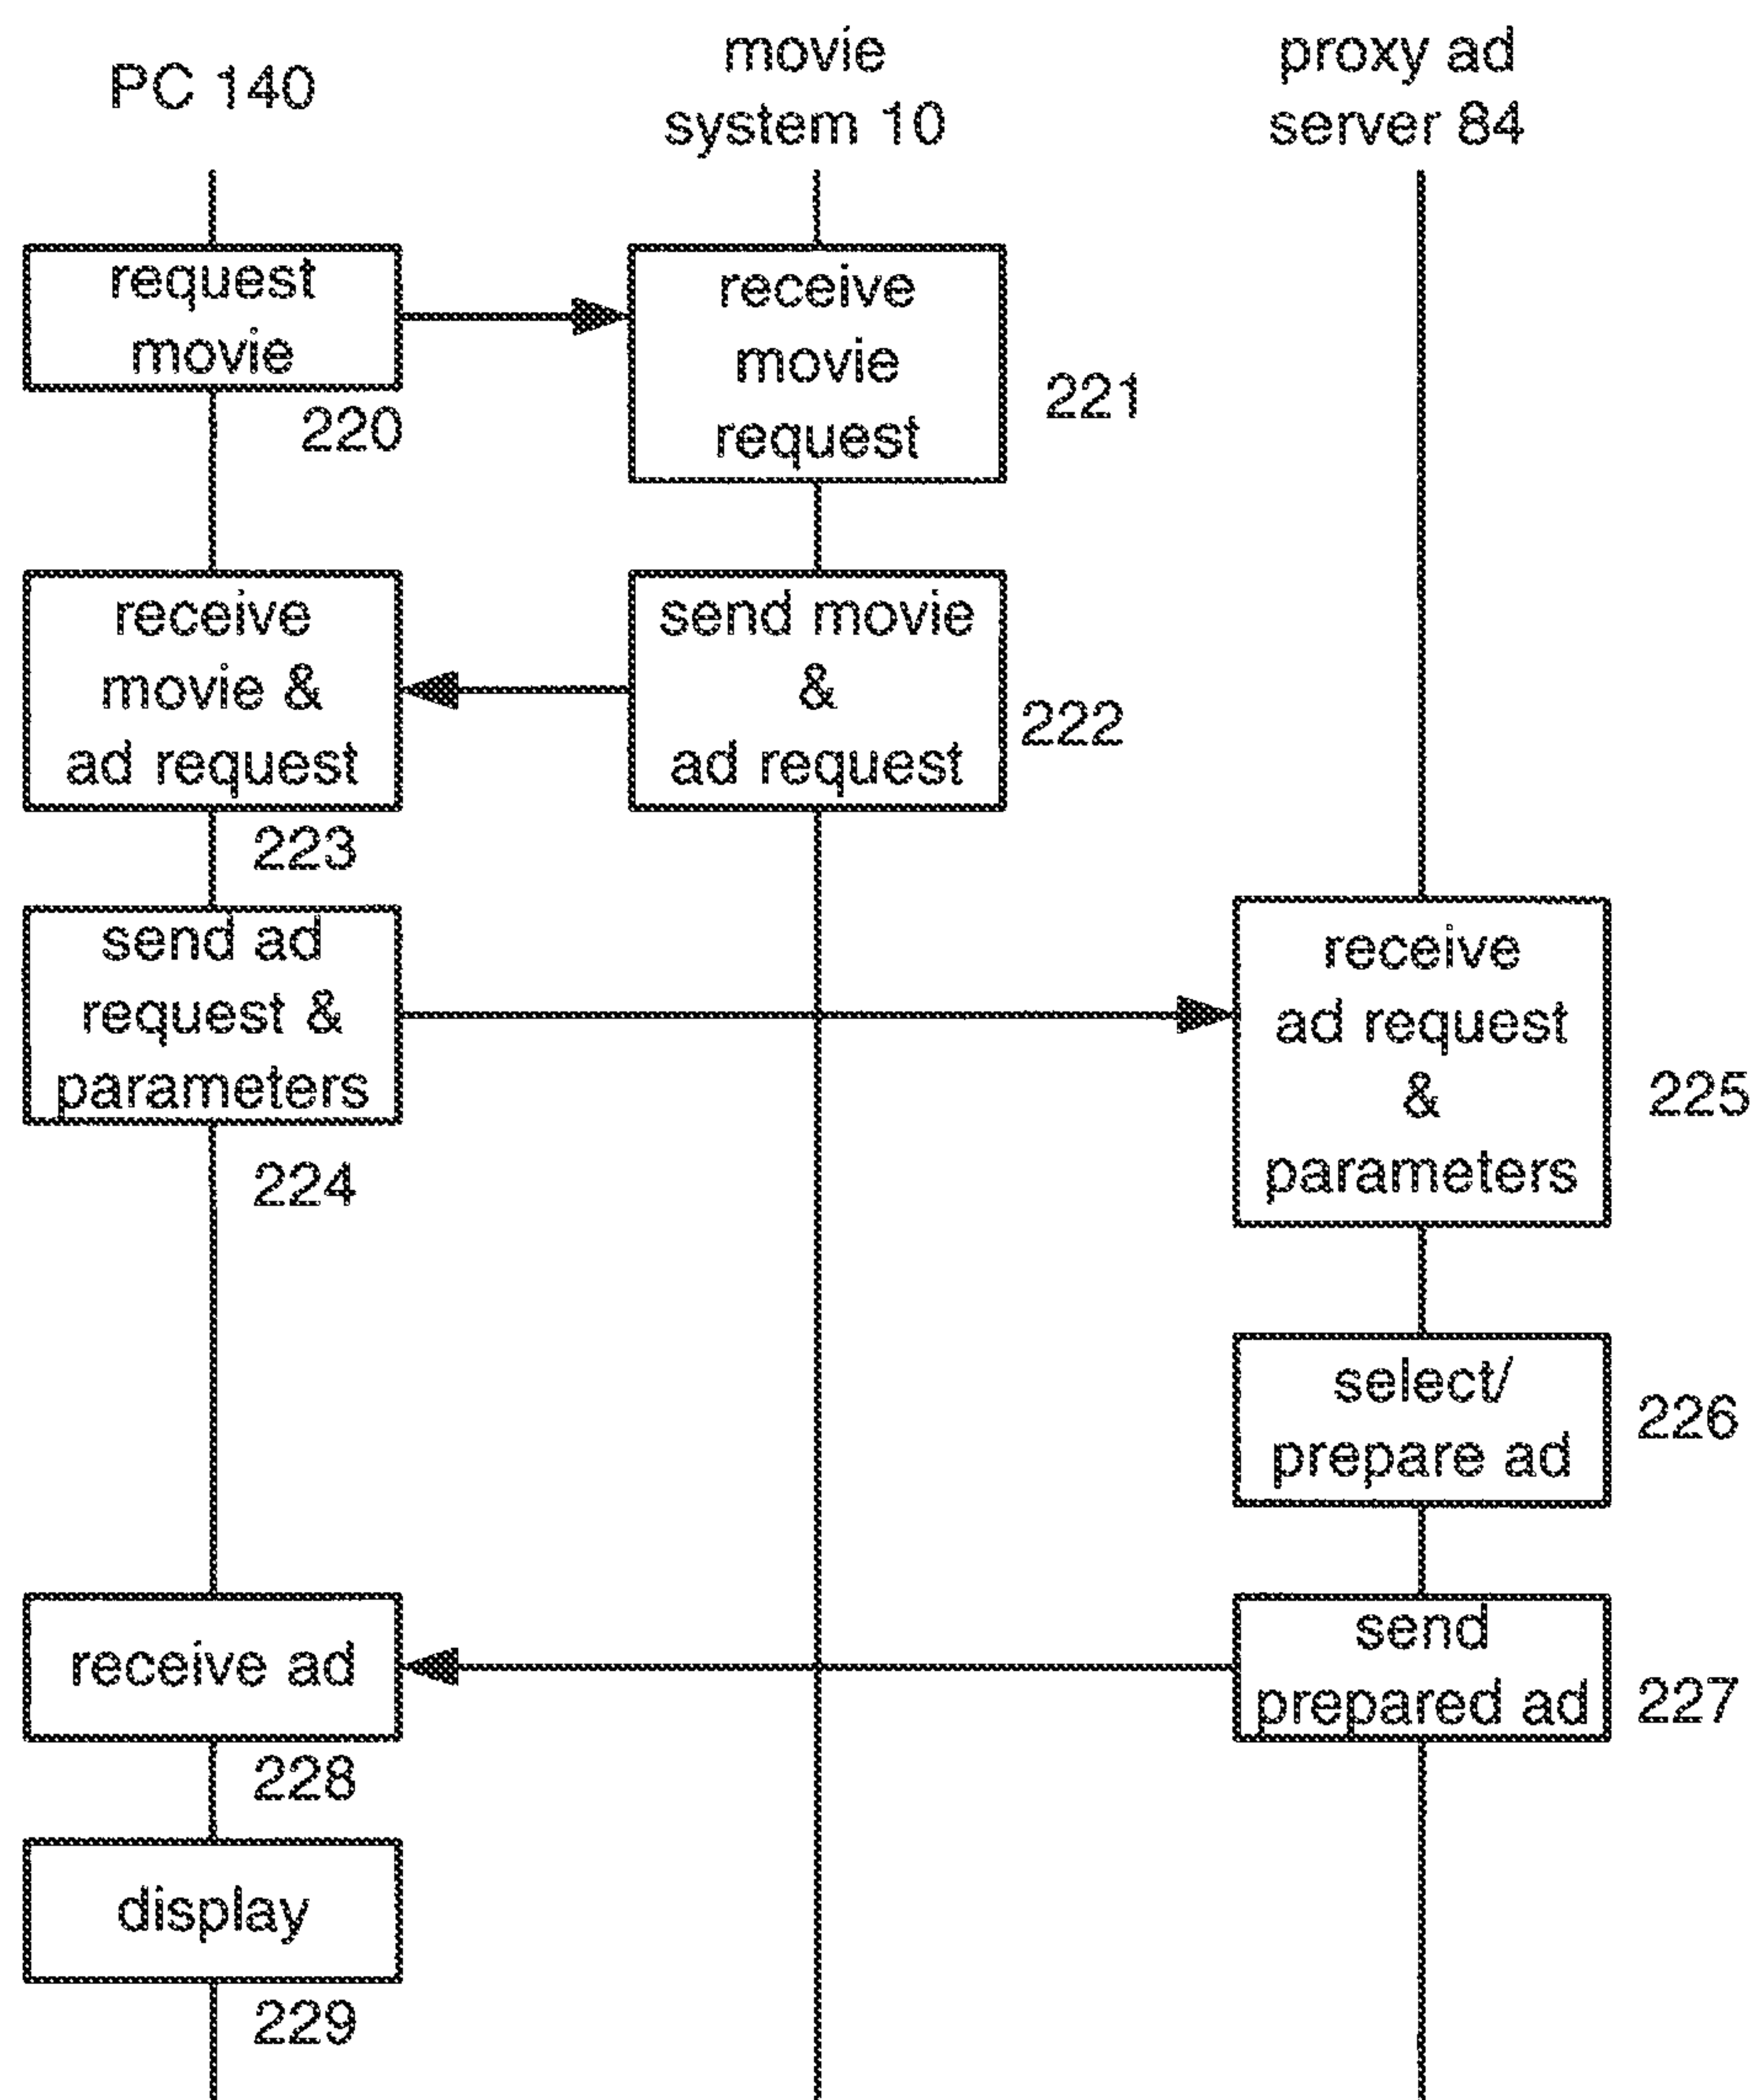 PC 140
movie
system 10
proxy ad
server 84
request
movie
220
receive
movie
request
221
receive
movie &
ad request
223
send movie
&
ad request
222
send ad
request &
parameters
224
receive
ad request
&
parameters
225
select/
prepare ad
226
receive ad
228
send
prepared ad
227
display
229